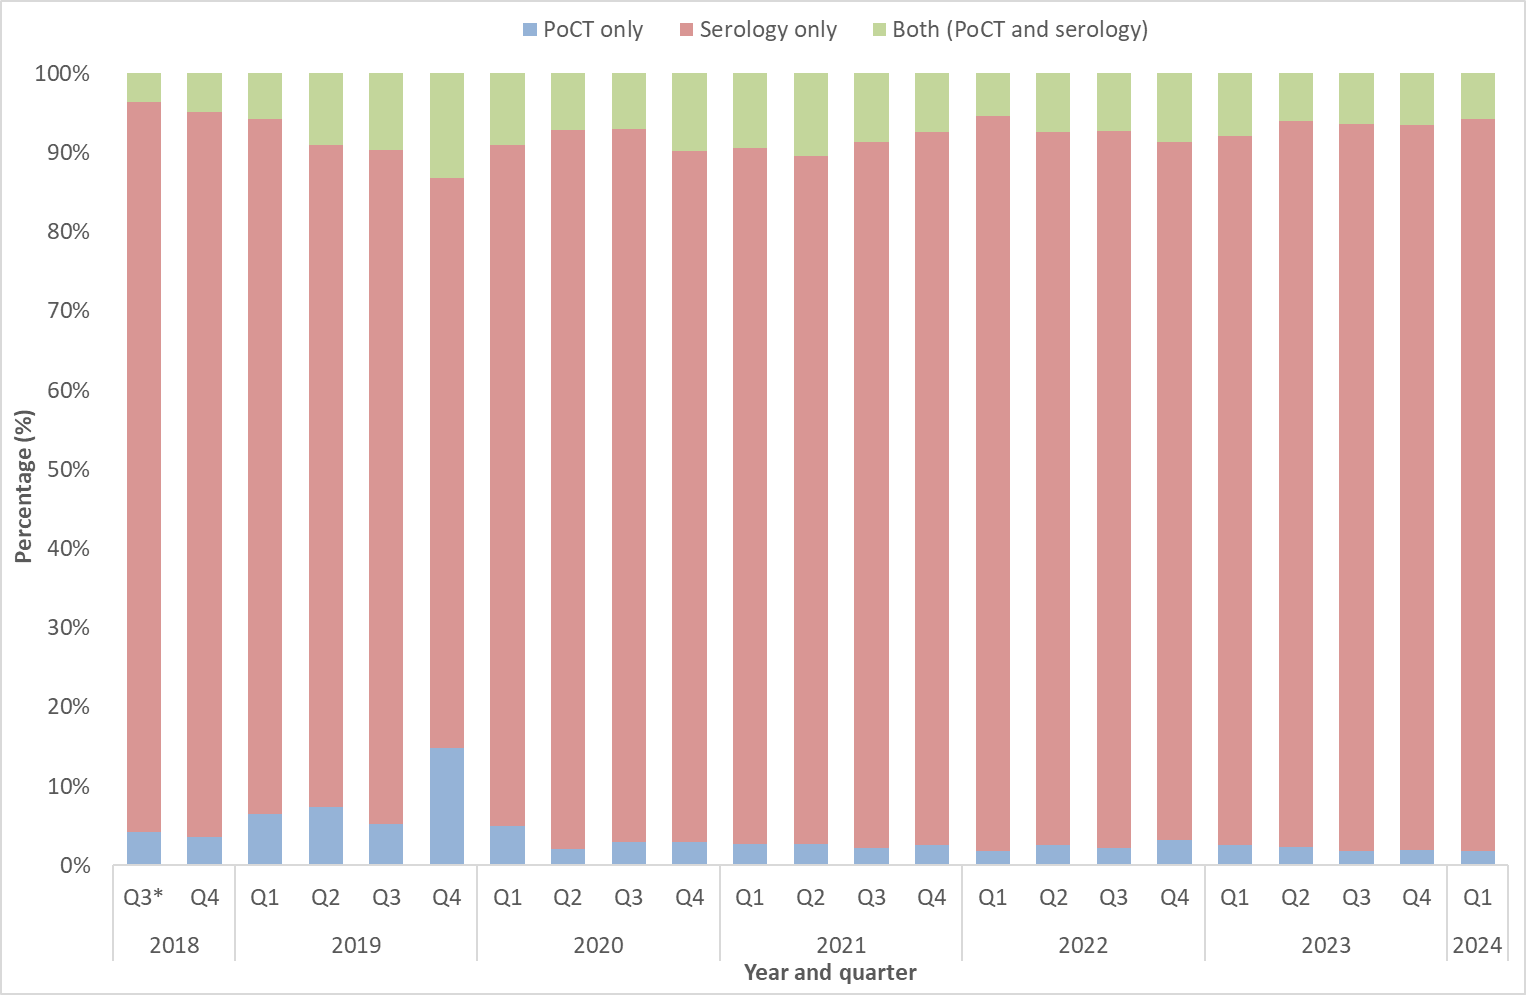 PoCT only Serology only Both (PoCT and serology)
100%
90%
80%
70%
60%
50%
40%
30%
20%
10%
0%
Percentage (%)
Q3* Q4 Q1 Q2 Q3 Q4 Q1 Q2 Q3 Q4 Q1 Q2 Q3 Q4 Q1 Q2 Q3 Q4 Q1 Q2 Q3 Q4 Q1
2018 2019 2020 2021 2022 2023 2024
Year and quarter